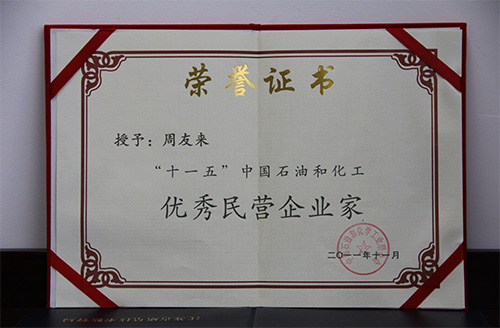 荣誉证书
授予：周友来
“十一五”中国石油和化工
优秀民营企业家
二〇一一年十一月